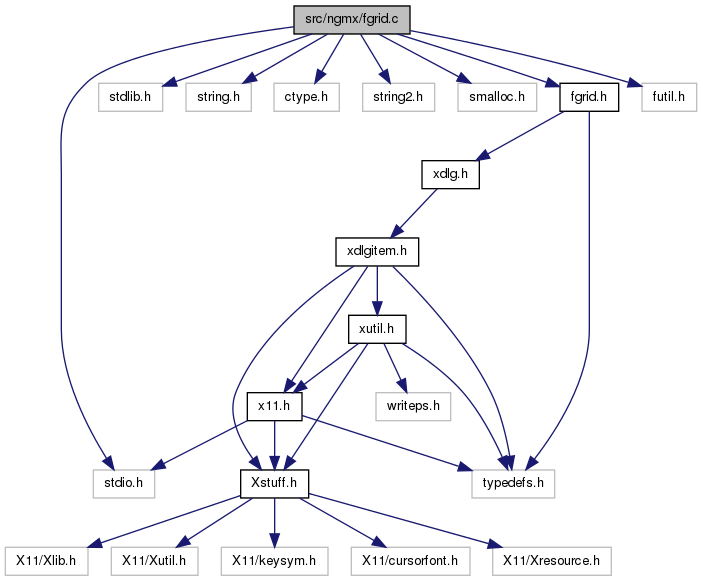 src/ngmx/fgrid.c
stdlib.h
string.h
ctype.h
string2.h
smalloc.h
fgrid.h
futil.h
xdlg.h
xdlgitem.h
xutil.h
x11.h
writeps.h
stdio.h
Xstuff.h
typedefs.h
X11/Xlib.h
X11/Xutil.h
X11/keysym.h
X11/cursorfont.h
X11/Xresource.h